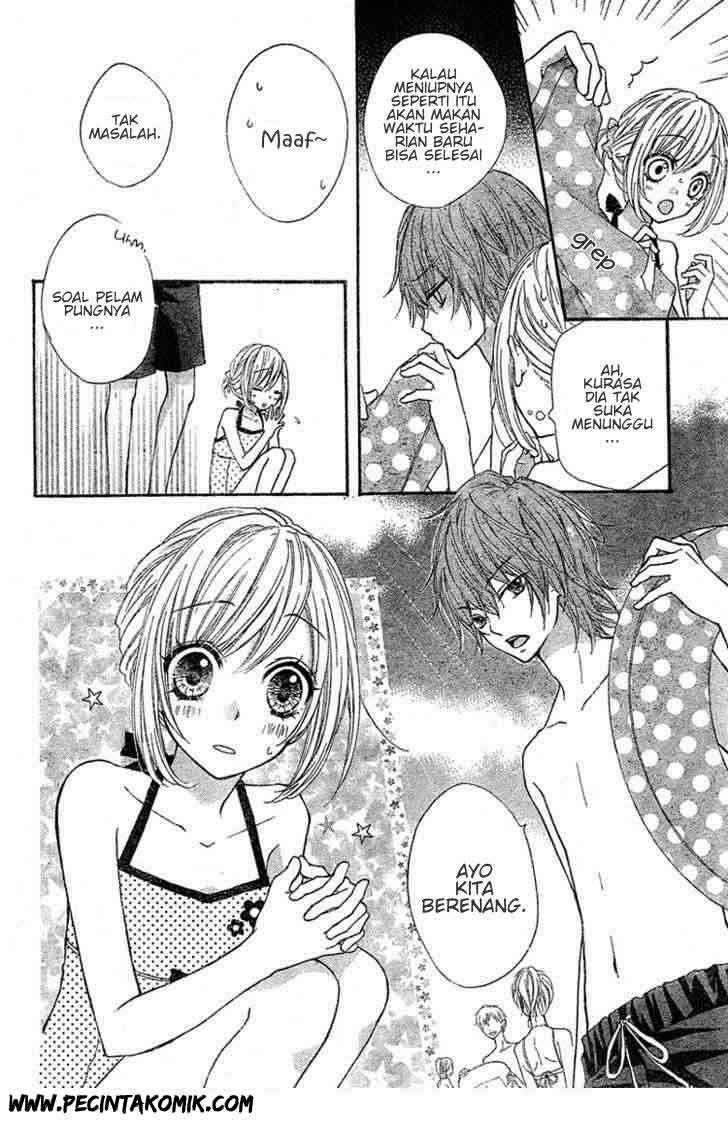 grep
KALAU
MENIUPNYA
SEPERTI ITU
AKAN MAKAN
WAKTU SEHA-
RIAN BARU
BISA SELESAI
...
AH,
KURASA
DIA TAK
SUKA
MENUNGGU
...
Maaf~
TAK
MASALAH.
Uhm,
SOAL PELAM
PUNGNYA
...
AYO
KITA
BERENANG.
WWW.PECINTAKOMIK.COM